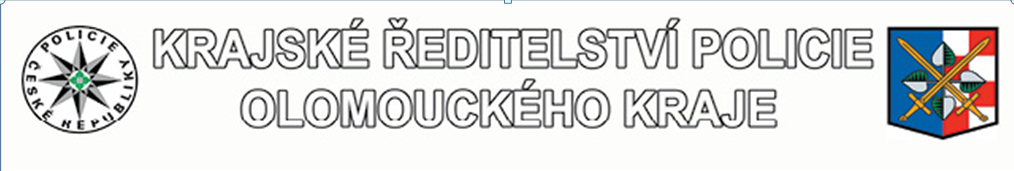 POLICIE
ČESKÉ REPUBLIKY
KRAJSKÉ ŘEDITELSTVÍ POLICIE
OLOMOUCKÉHO KRAJE